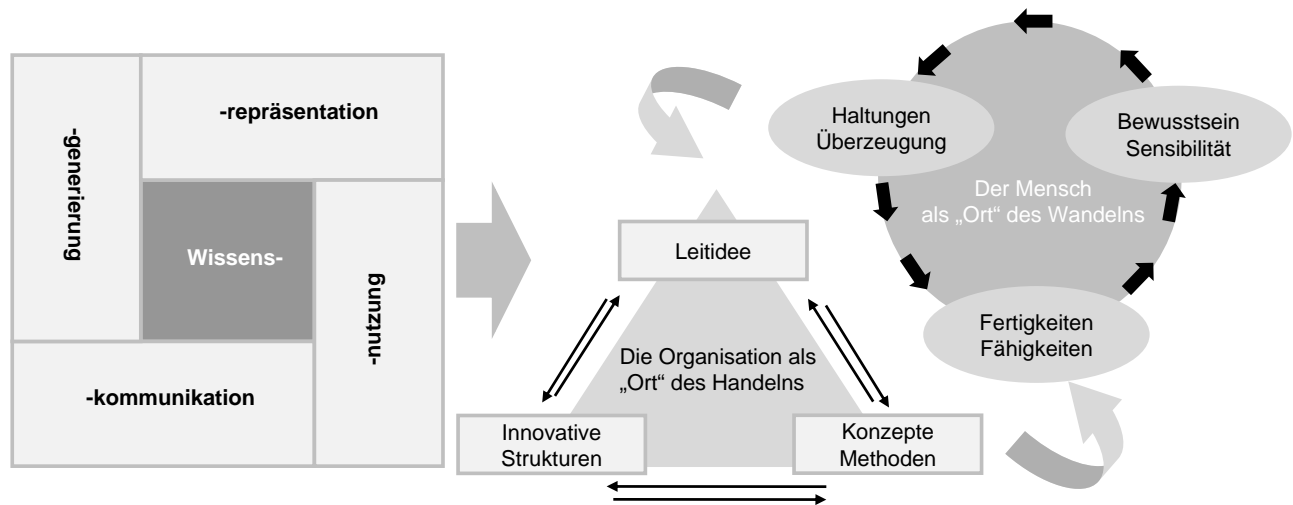 -generierung
-repräsentation
Wissens-
-nutzung
-kommunikation
Leitidee
Die Organisation als
„Ort“ des Handelns
Innovative
Strukturen
Konzepte
Methoden
Haltungen
Überzeugung
Bewusstsein
Sensibilität
Der Mensch
als „Ort“ des Wandelns
Fertigkeiten
Fähigkeiten